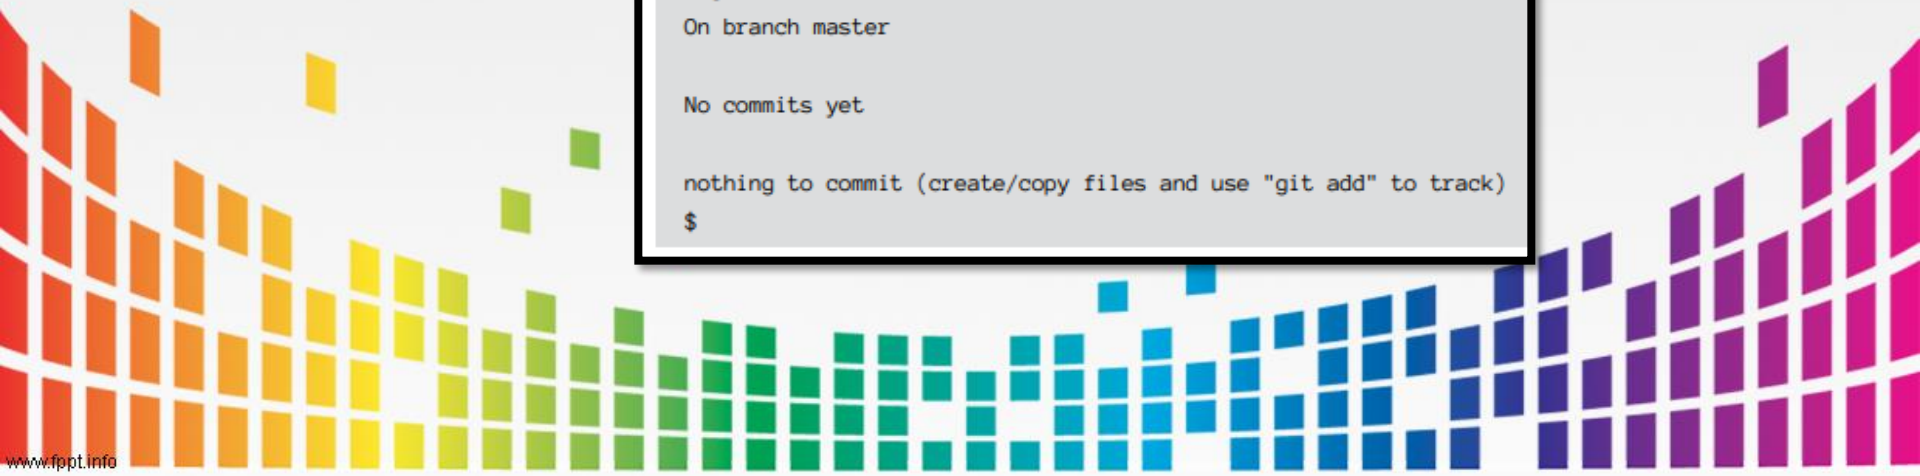 On branch master
No commits yet
nothing to commit (create/copy files and use "git add" to track)
$
www.fppt.info